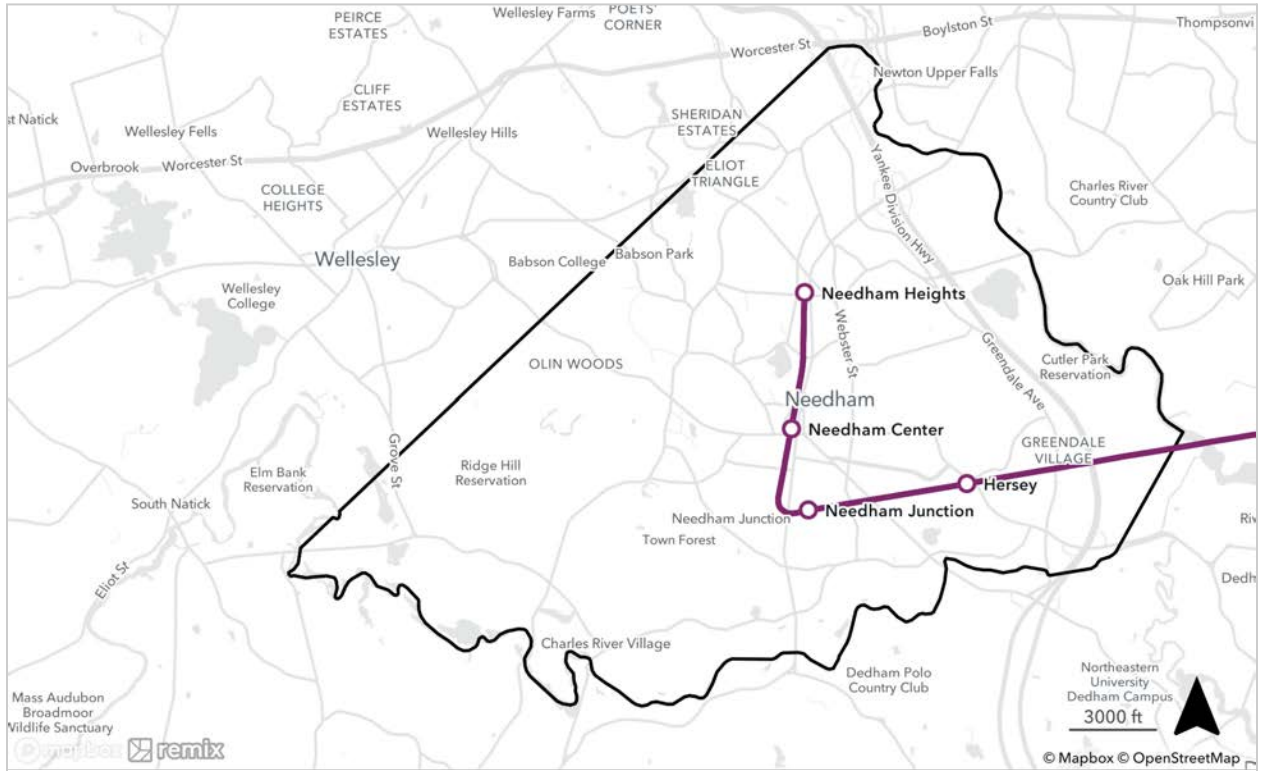 PEIRCE
ESTATES
Wellesley Farms
POETS'
CORNER
Boylston St
Thompsonvi
Worcester St
Newton Upper Falls
CLIFF
ESTATES
st Natick
Wellesley Fells
Wellesley Hills
SHERIDAN
ESTATES
Overbrook
Worcester St
ELIOT
TRIANGLE
COLLEGE
HEIGHTS
Yankee Division Hwy
Charles River
Country Club
Wellesley
Babson College
Babson Park
Wellesley
College
Oak Hill Park
Needham Heights
Webster St
Greendale Ave
OLIN WOODS
Cutler Park
Reservation
Needham
Needham Center
GREENDALE
VILLAGE
Grove St
Elm Bank
Reservation
Ridge Hill
Reservation
Hersey
South Natick
Needham Junction
Needham Junction
Town Forest
Eliot St
Dedh
Charles River Village
Dedham Polo
Country Club
Northeastern
University
Dedham Campus
3000 ft
Mass Audubon
Broadmoor
Wildlife Sanctuary
mapbox remix
© Mapbox © OpenStreetMap